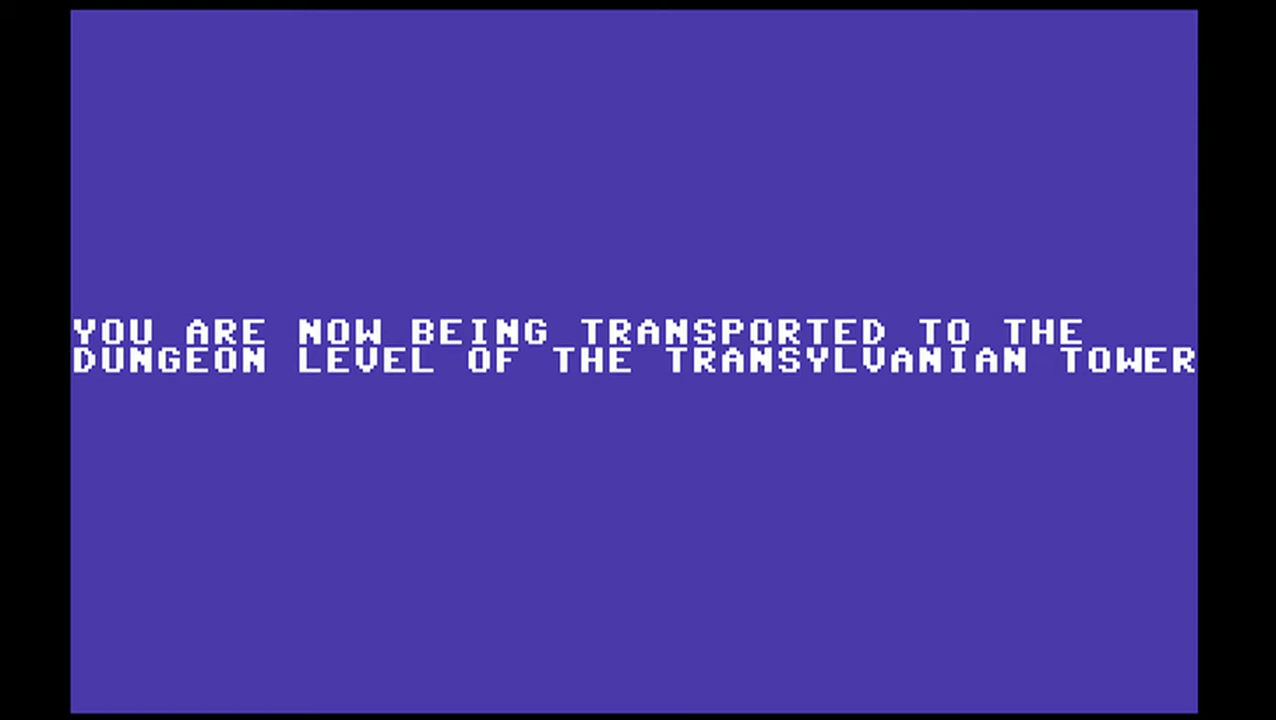 YOU ARE NOW BEING TRANSPORTED TO THE
DUNGEON LEVEL OF THE TRANSYLVANIAN TOWER